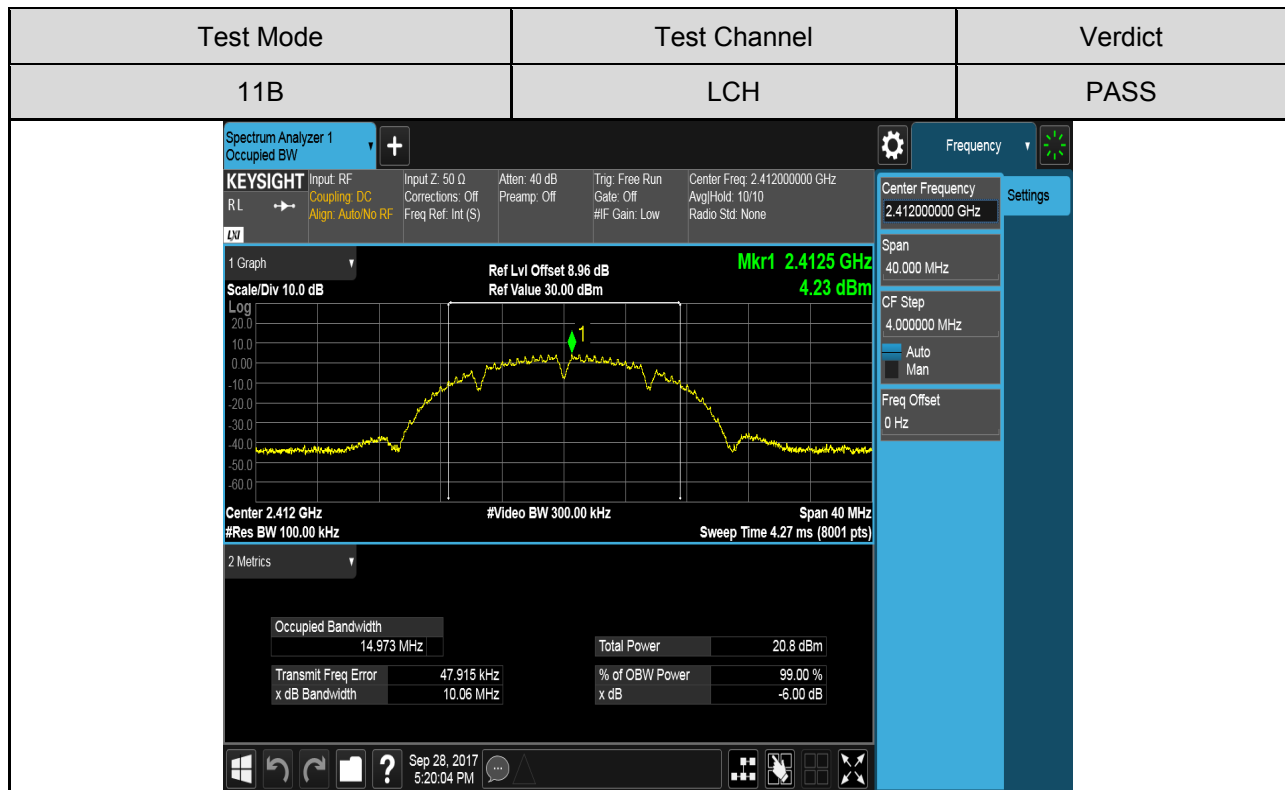 Test Mode Test Channel Verdict
11B LCH PASS
Spectrum Analyzer 1
Occupied BW
Frequency
KEYSIGHT Input: RF Input Z: 50 Ω Atten: 40 dB Trig: Free Run Center Freq: 2.412000000 GHz
RL Coupling: DC Corrections: Off Preamp: Off Gate: Off Avg|Hold: 10/10
Align: Auto/No RF Freq Ref: Int (S) #IF Gain: Low Radio Std: None
LXI
Center Frequency
2.412000000 GHz
Settings
Span
40.000 MHz
CF Step
4.000000 MHz
Auto
Man
Freq Offset
0 Hz
1 Graph Ref Lvl Offset 8.96 dB Mkr1 2.4125 GHz
Scale/Div 10.0 dB Ref Value 30.00 dBm 4.23 dBm
Log
20.0
1
10.0
0.00
-10.0
-20.0
-30.0
-40.0
-50.0
-60.0
Center 2.412 GHz #Video BW 300.00 kHz Span 40 MHz
#Res BW 100.00 kHz Sweep Time 4.27 ms (8001 pts)
2 Metrics
Occupied Bandwidth
14.973 MHz Total Power 20.8 dBm
Transmit Freq Error 47.915 kHz % of OBW Power 99.00 %
x dB Bandwidth 10.06 MHz x dB -6.00 dB
? Sep 28, 2017
5:20:04 PM